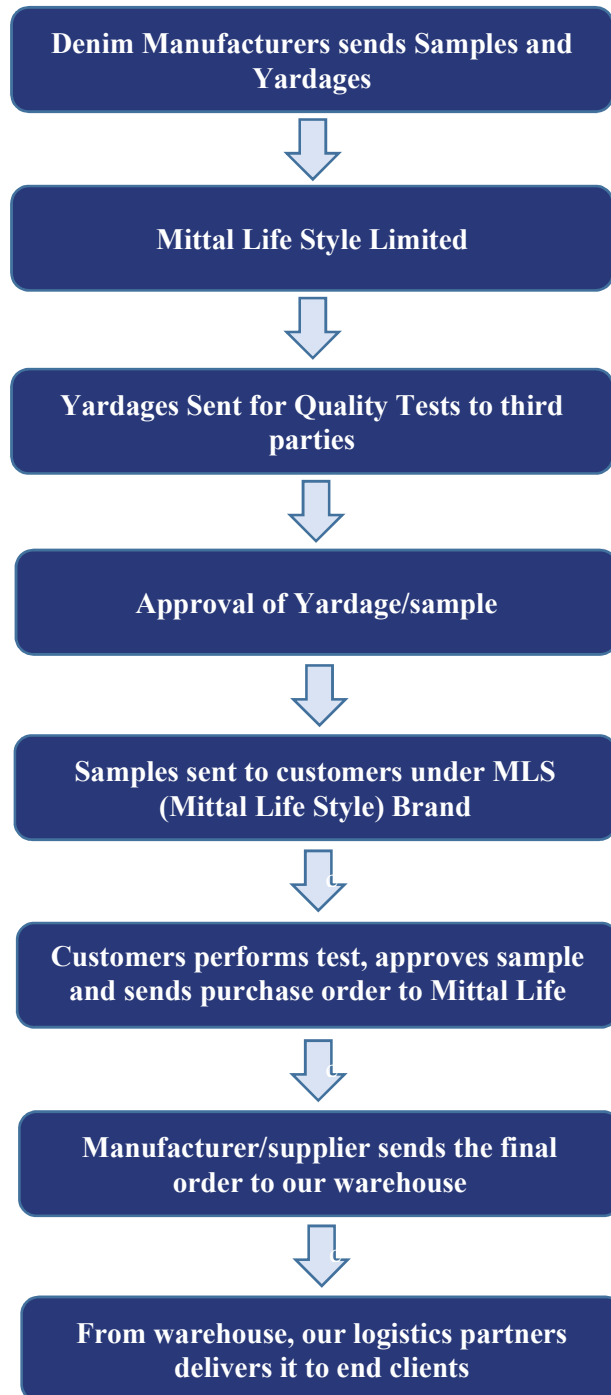 Denim Manufacturers sends Samples and
Yardages
Mittal Life Style Limited
Yardages Sent for Quality Tests to third
parties
Approval of Yardage/sample
Samples sent to customers under MLS
(Mittal Life Style) Brand
Customers performs test, approves sample
and sends purchase order to Mittal Life
Manufacturer/supplier sends the final
order to our warehouse
From warehouse, our logistics partners
delivers it to end clients